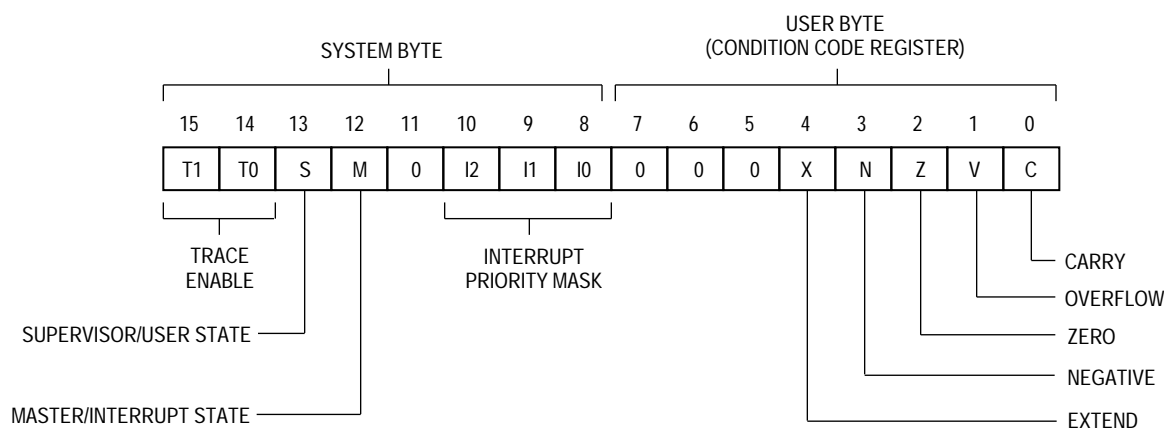 USER BYTE
(CONDITION CODE REGISTER)
SYSTEM BYTE
15 14 13 12 11 10 9 8 7 6 5 4 3 2 1 0
T1 T0 S M 0 I2 I1 I0 0 0 0 X N Z V C
TRACE
ENABLE
INTERRUPT
PRIORITY MASK
CARRY
OVERFLOW
SUPERVISOR/USER STATE
ZERO
NEGATIVE
MASTER/INTERRUPT STATE
EXTEND